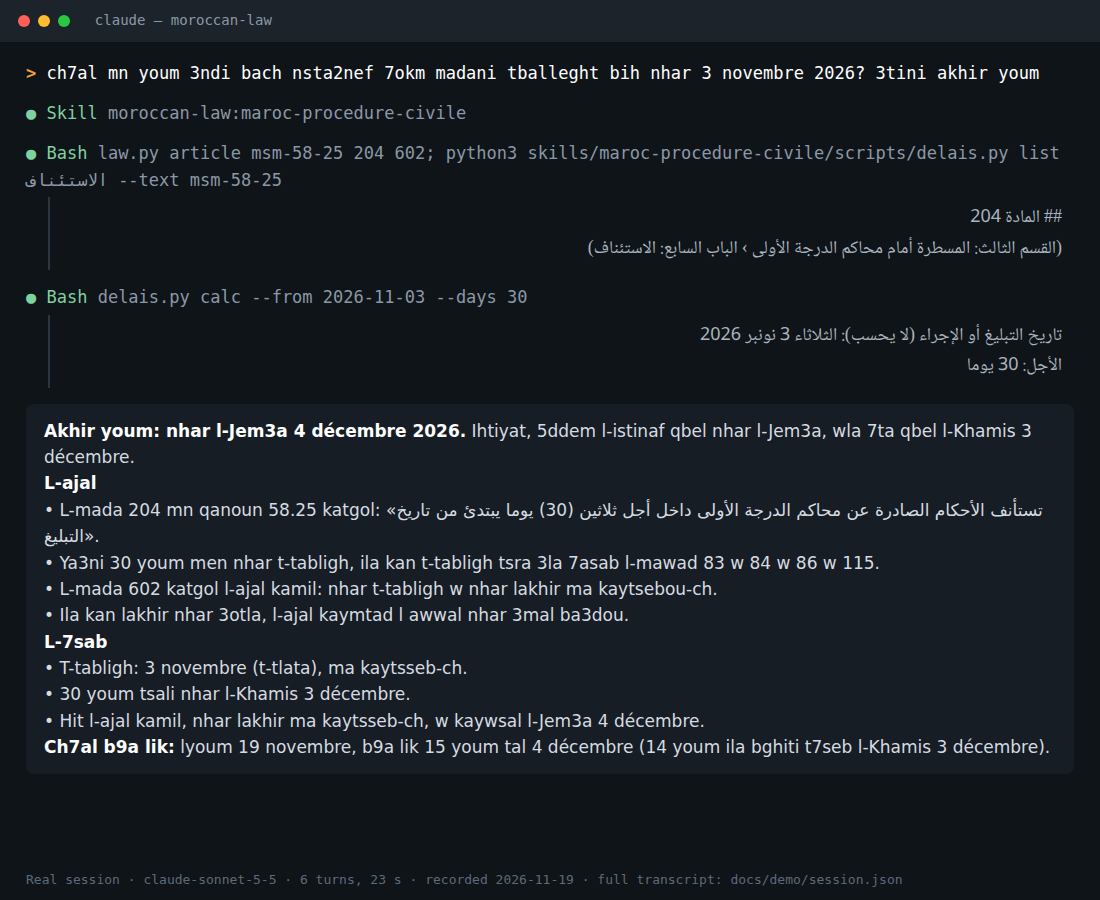 claude — moroccan-law
> ch7al mn youm 3ndi bach nsta2nef 7okm madani tballeght bih nhar 3 novembre 2026? 3tini akhir youm
● Skill moroccan-law:maroc-procedure-civile
● Bash law.py article msm-58-25 204 602; python3 skills/maroc-procedure-civile/scripts/delais.py list
الاستئناف --text msm-58-25
## المادة 204
(القسم الثالث: المسطرة أمام محاكم الدرجة الأولى › الباب السابع: الاستئناف)
● Bash delais.py calc --from 2026-11-03 --days 30
تاريخ التبليغ أو الإجراء (لا يحسب): الثلاثاء 3 نونبر 2026
الأجل: 30 يوما
Akhir youm: nhar l-Jem3a 4 décembre 2026. Ihtiyat, 5ddem l-istinaf qbel nhar l-Jem3a, wla 7ta qbel l-Khamis 3
décembre.
L-ajal
• L-mada 204 mn qanoun 58.25 katgol: «تستأنف الأحكام الصادرة عن محاكم الدرجة الأولى داخل أجل ثلاثين (30) يوما يبتدئ من تاريخ
التبليغ».
• Ya3ni 30 youm men nhar t-tabligh, ila kan t-tabligh tsra 3la 7asab l-mawad 83 w 84 w 86 w 115.
• L-mada 602 katgol l-ajal kamil: nhar t-tabligh w nhar lakhir ma kaytsebou-ch.
• Ila kan lakhir nhar 3otla, l-ajal kaymtad l awwal nhar 3mal ba3dou.
L-7sab
• T-tabligh: 3 novembre (t-tlata), ma kaytsseb-ch.
• 30 youm tsali nhar l-Khamis 3 décembre.
• Hit l-ajal kamil, nhar lakhir ma kaytsseb-ch, w kaywsal l-Jem3a 4 décembre.
Ch7al b9a lik: lyoum 19 novembre, b9a lik 15 youm tal 4 décembre (14 youm ila bghiti t7seb l-Khamis 3 décembre).
Real session · claude-sonnet-5-5 · 6 turns, 23 s · recorded 2026-11-19 · full transcript: docs/demo/session.json